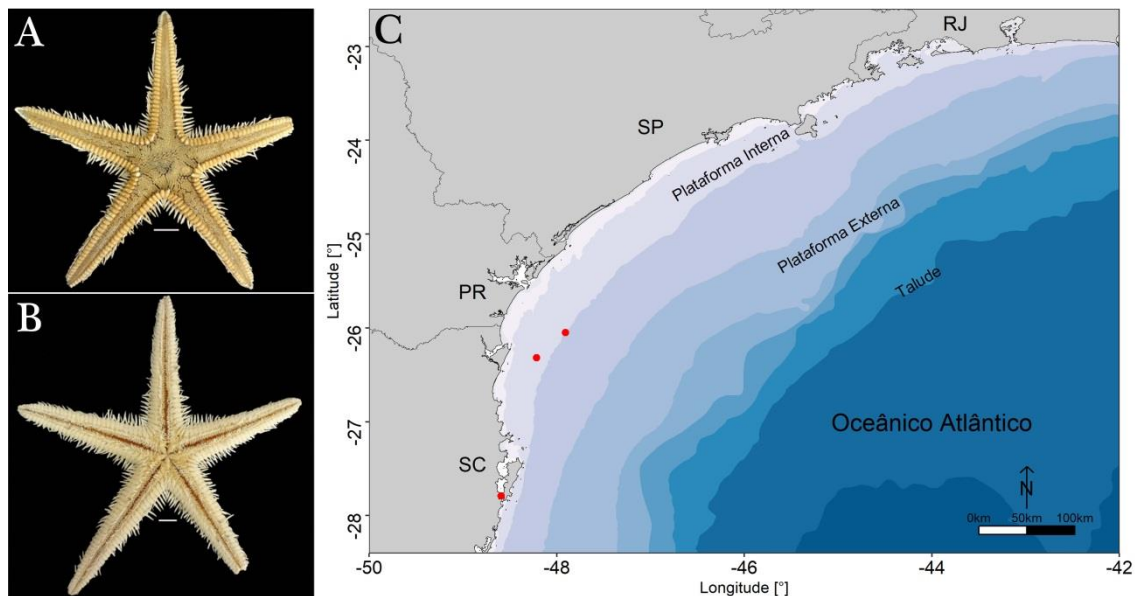 A
B
C
RJ
SP
PR
SC
Plataforma Interna
Plataforma Externa
Talude
Oceânico Atlântico
N
0km 50km 100km
-23
-24
-25
-26
-27
-28
Latitude [°]
-50 -48 -46 -44 -42
Longitude [°]